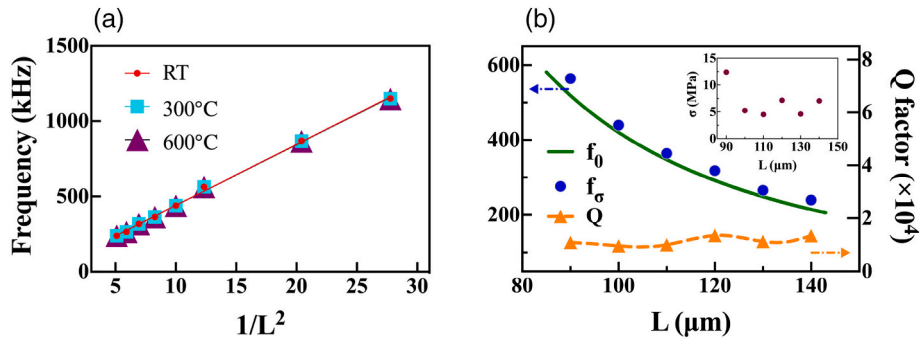 (a)
Frequency (kHz)
1500
1000
500
0
RT
300°C
600°C
5 10 15 20 25 30
1/L²
(b)
600
400
200
f₀
fσ
Q
σ (MPa)
15
10
5
0
90 110 130 150
L (μm)
80 100 120 140
L (μm)
8
6
4
2
0
Q factor (×10⁴)